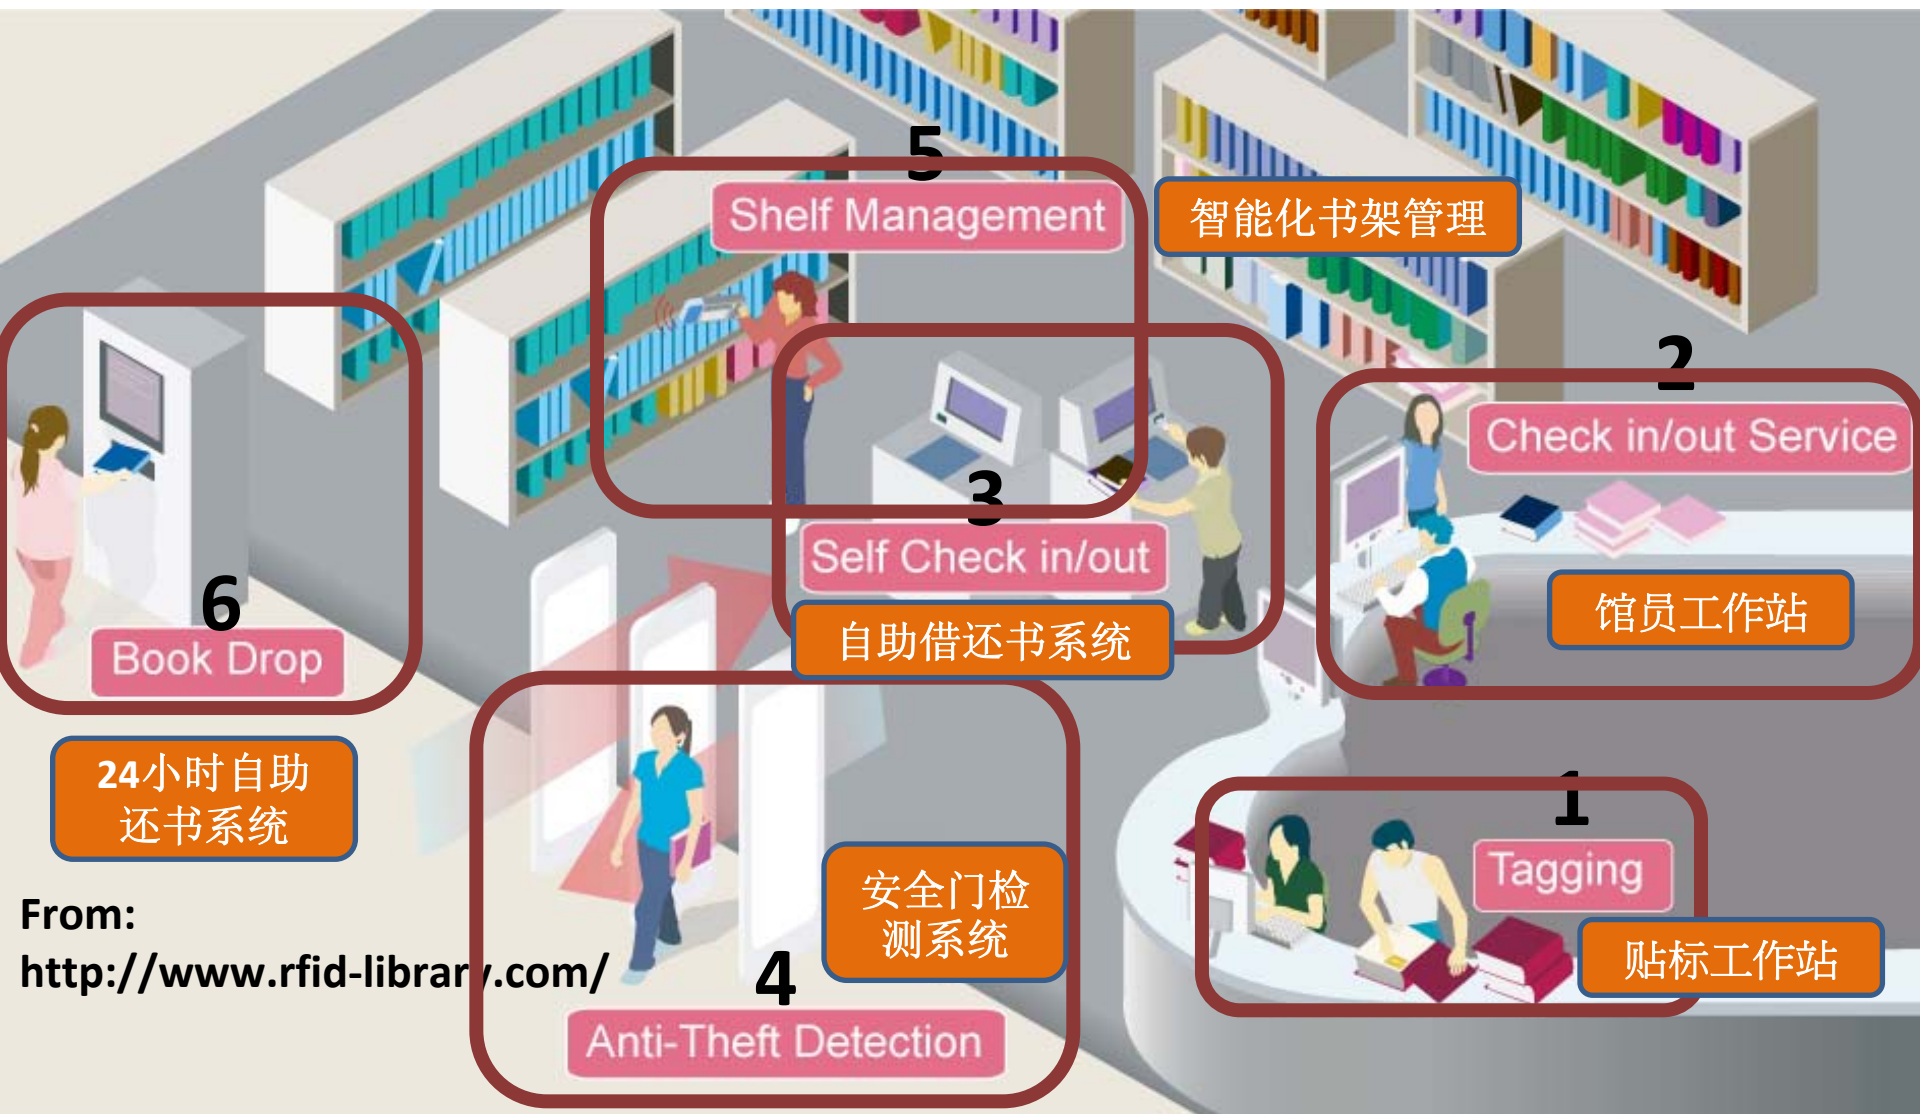 5
Shelf Management
智能化书架管理
2
Check in/out Service
馆员工作站
3
Self Check in/out
自助借还书系统
6
Book Drop
24小时自助
还书系统
1
Tagging
贴标工作站
安全门检
测系统
4
Anti-Theft Detection
From:
http://www.rfid-library.com/